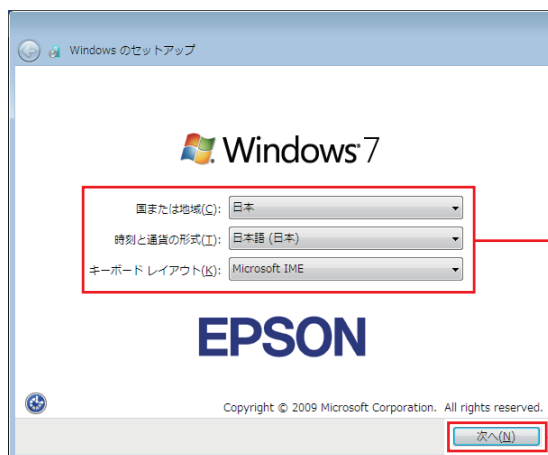 Windows のセットアップ
Windows 7
国または地域(C): 日本
時刻と通貨の形式(T): 日本語 (日本)
キーボード レイアウト(K): Microsoft IME
EPSON
Copyright © 2009 Microsoft Corporation. All rights reserved.
次へ(N)